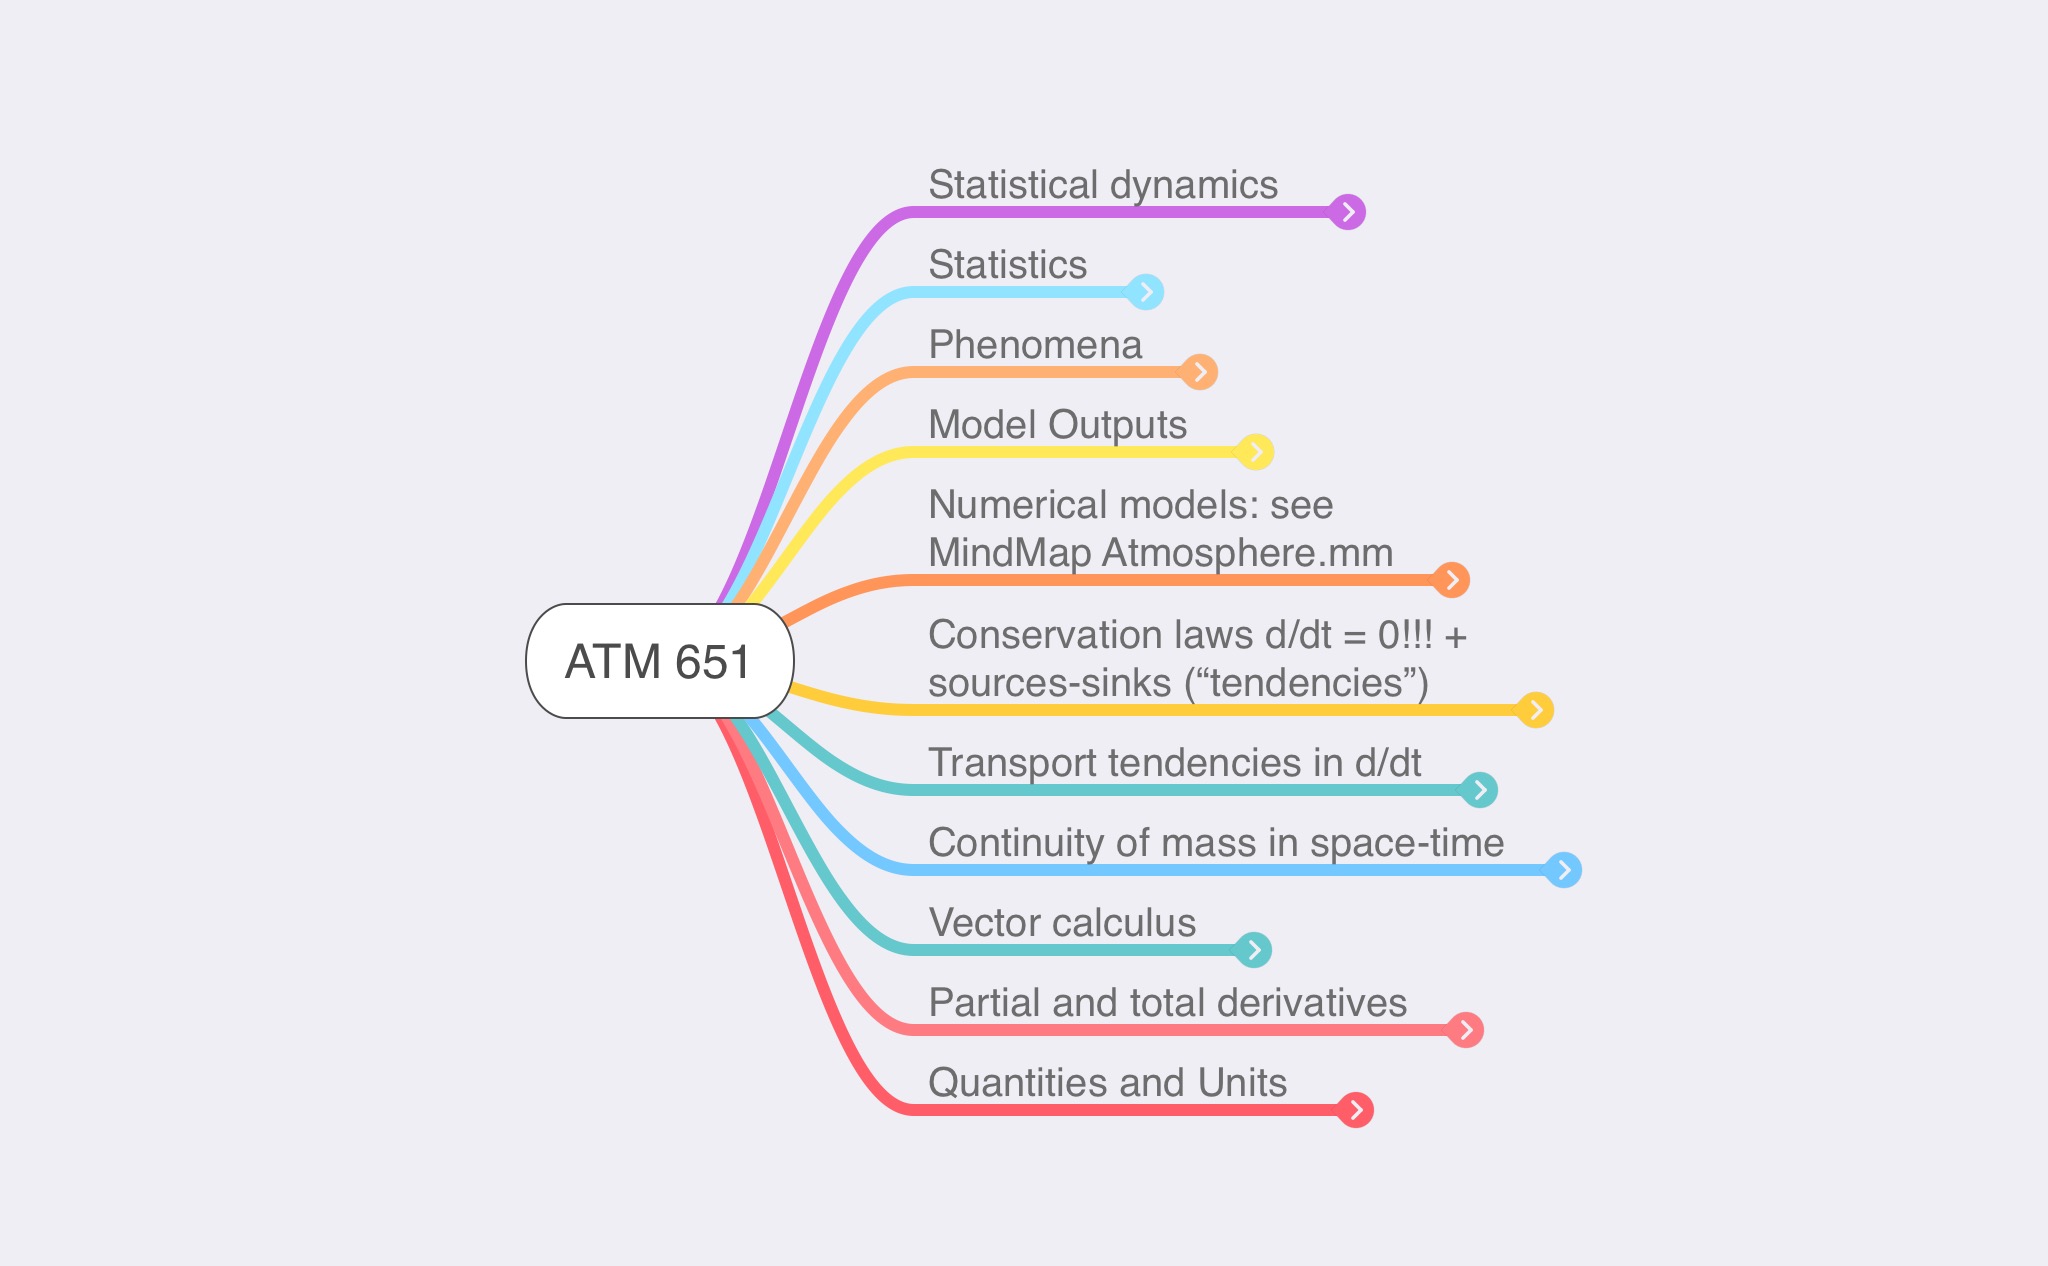 Statistical dynamics
Statistics
Phenomena
Model Outputs
Numerical models: see
MindMap Atmosphere.mm
ATM 651
Conservation laws d/dt = 0!!! +
sources-sinks (“tendencies”)
Transport tendencies in d/dt
Continuity of mass in space-time
Vector calculus
Partial and total derivatives
Quantities and Units